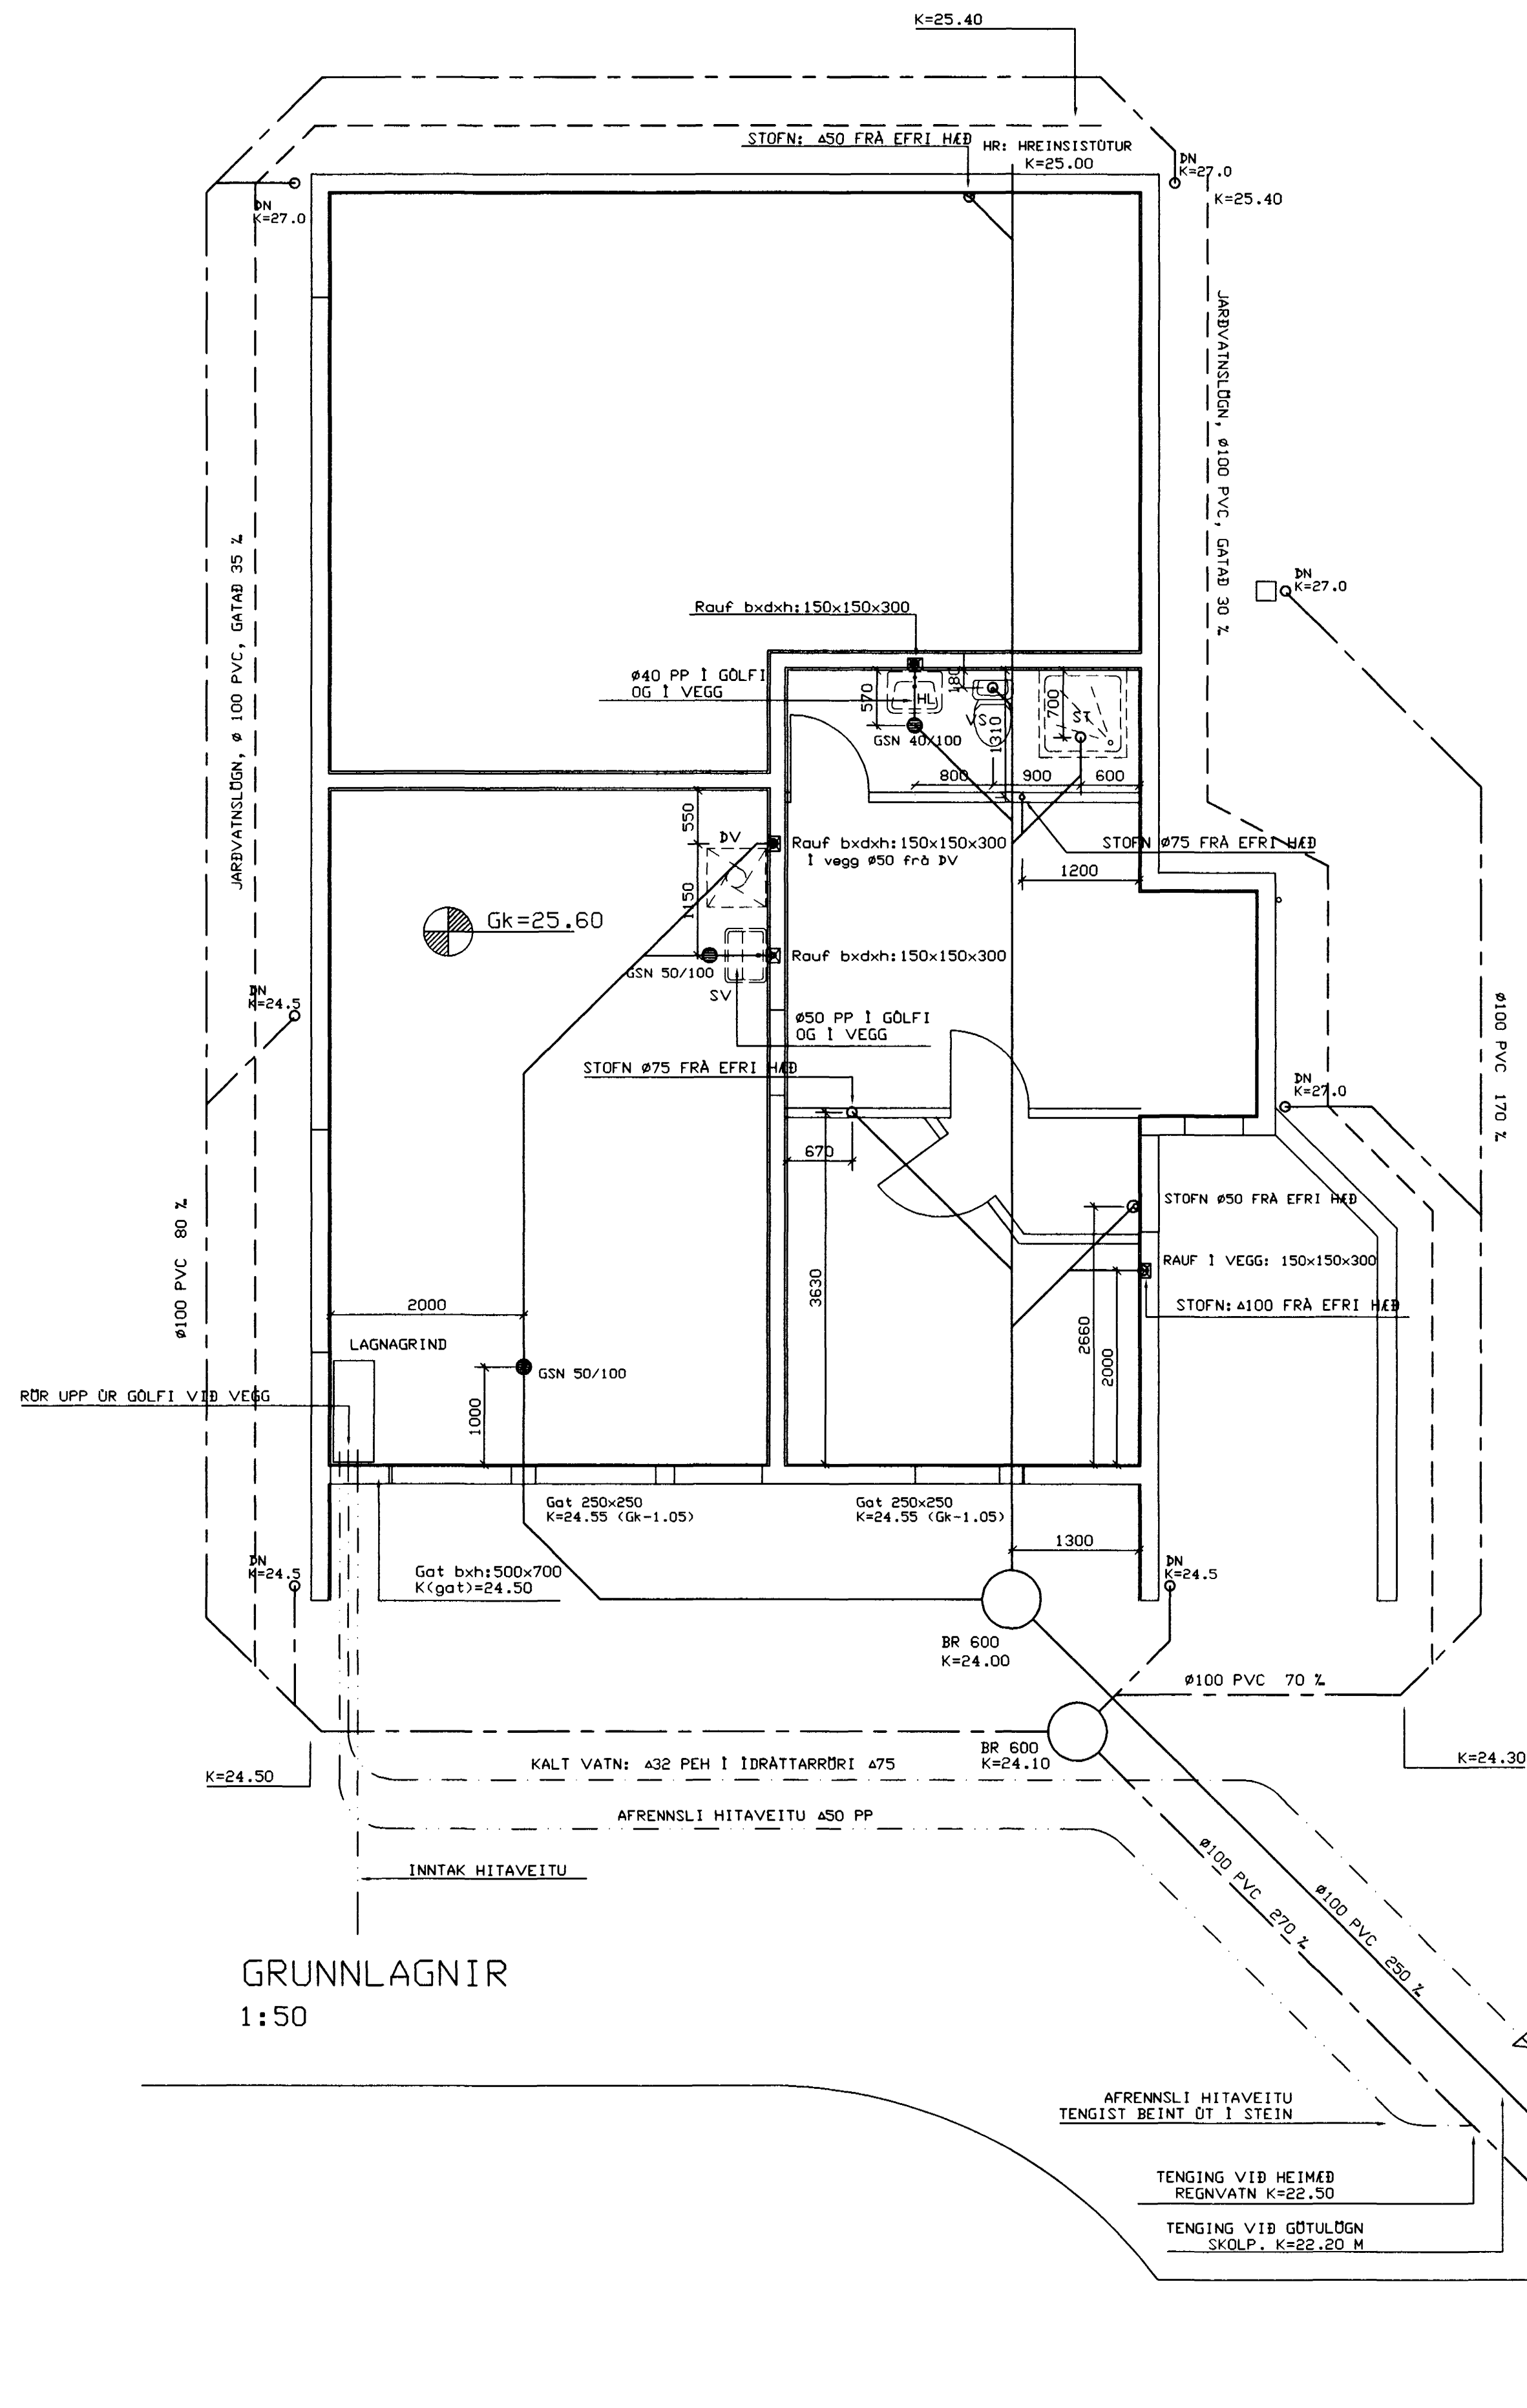 K=25.40
STOFN: Δ50 FRÁ EFRI HÆÐ
HR: HREINSISTÚTUR
K=25.00
DN
K=27.0
K=25.40
DN
K=27.0
JARÐVATNSLÖGN, ø100 PVC, GATAÐ 30 ‰
JARÐVATNSLÖGN, ø 100 PVC, GATAÐ 35 ‰
DN
K=27.0
Rauf bxdxh:150x150x300
ø40 PP Í GÓLFI
OG Í VEGG
570
HL
180
VS
1310
700
ST
GSN 40/100
800
900
600
550
DV
Rauf bxdxh:150x150x300
Í vegg ø50 frá DV
STOFN ø75 FRÁ EFRI HÆÐ
1200
1150
Gk=25.60
Rauf bxdxh:150x150x300
GSN 50/100
SV
DN
K=24.5
ø50 PP Í GÓLFI
OG Í VEGG
STOFN ø75 FRÁ EFRI HÆÐ
ø100 PVC 170 ‰
DN
K=27.0
670
STOFN ø50 FRÁ EFRI HÆÐ
ø100 PVC 80 ‰
RAUF Í VEGG: 150x150x300
3630
2660
2000
STOFN: Δ100 FRÁ EFRI HÆÐ
2000
LAGNAGRIND
GSN 50/100
RÖR UPP ÚR GÓLFI VIÐ VEGG
1000
Gat 250x250
K=24.55 (Gk-1.05)
Gat 250x250
K=24.55 (Gk-1.05)
1300
DN
K=24.5
Gat bxh:500x700
K(gat)=24.50
DN
K=24.5
BR 600
K=24.00
ø100 PVC 70 ‰
BR 600
K=24.10
K=24.30
K=24.50
KALT VATN: Δ32 PEH Í ÍDRÁTTARRÖRI Δ75
AFRENNSLI HITAVEITU Δ50 PP
INNTAK HITAVEITU
ø100 PVC 270 ‰
ø100 PVC 250 ‰
GRUNNLAGNIR
1:50
AFRENNSLI HITAVEITU
TENGIST BEINT ÚT Í STEIN
TENGING VIÐ HEIMÆÐ
REGNVATN K=22.50
TENGING VIÐ GÖTULÖGN
SKOLP. K=22.20 M